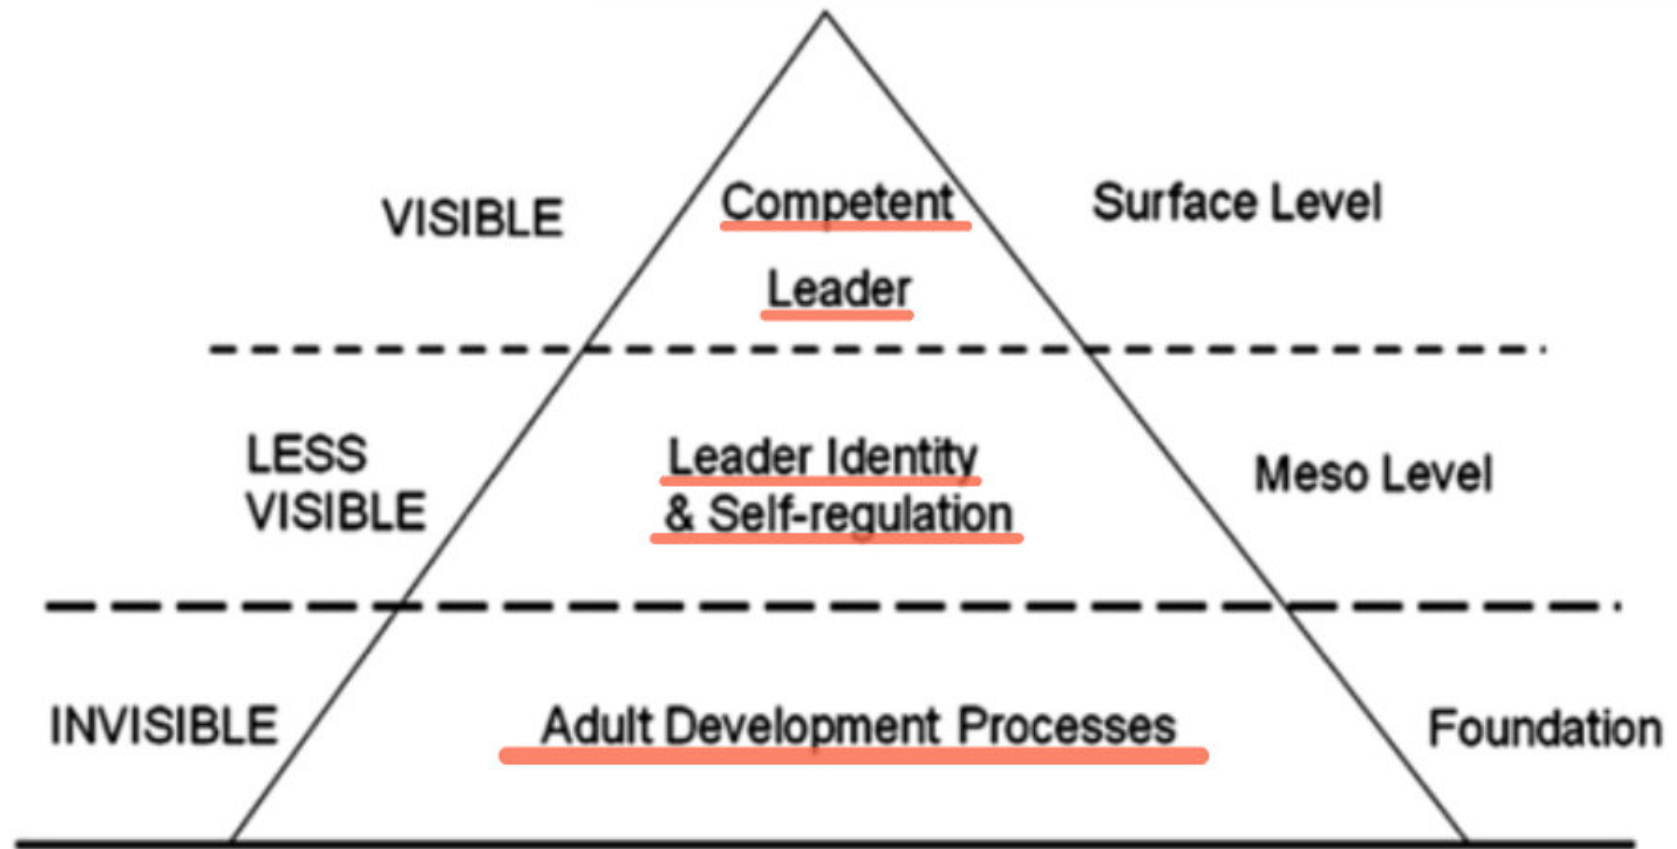 VISIBLE
Competent
Leader
Surface Level
LESS
VISIBLE
Leader Identity
& Self-regulation
Meso Level
INVISIBLE
Adult Development Processes
Foundation